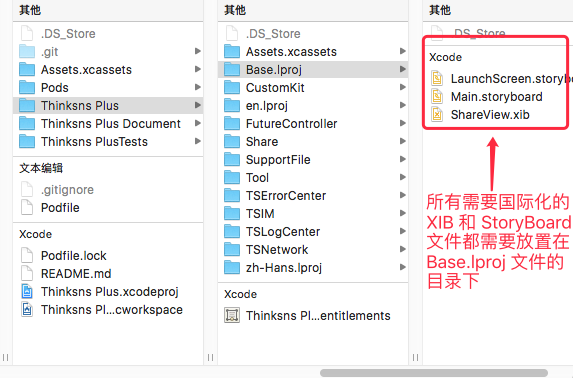 其他
.DS_Store
.git
Assets.xcassets
Pods
Thinksns Plus
Thinksns Plus Document
Thinksns PlusTests
文本编辑
.gitignore
Podfile
Xcode
Podfile.lock
README.md
Thinksns Plus.xcodeproj
Thinksns Pl...cworkspace
其他
.DS_Store
Assets.xcassets
Base.lproj
CustomKit
en.lproj
FutureController
Share
SupportFile
Tool
TSErrorCenter
TSIM
TSLogCenter
TSNetwork
zh-Hans.lproj
Xcode
Thinksns Pl...entitlements
其他
.DS_Store
Xcode
LaunchScreen.storyb
Main.storyboard
ShareView.xib
所有需要国际化的
XIB 和 StoryBoard
文件都需要放置在
Base.lproj 文件的
目录下